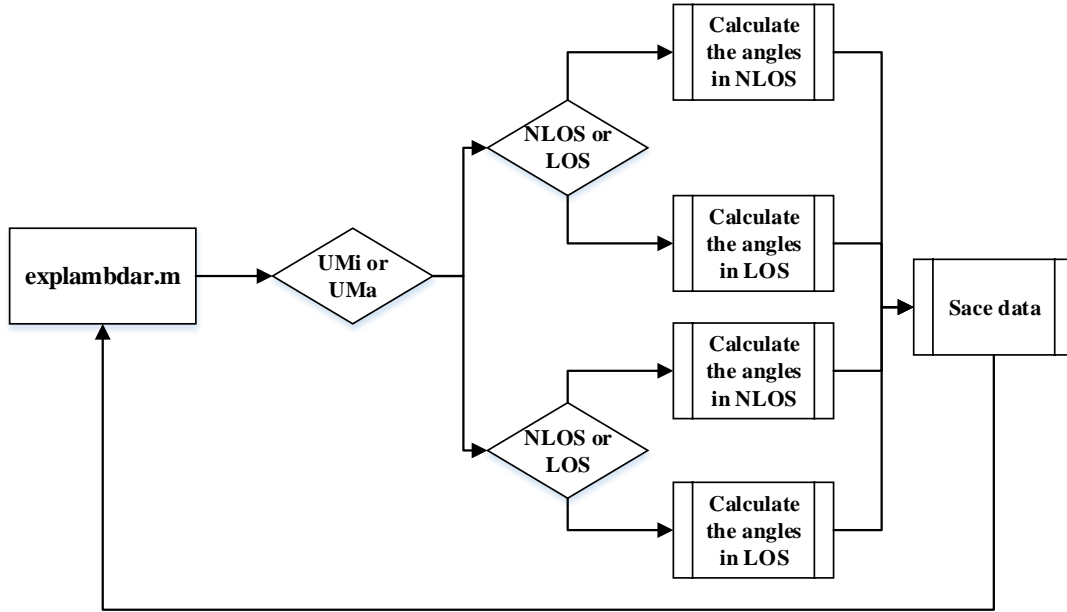 explambdar.m
UMi or
UMa
NLOS or
LOS
Calculate
the angles
in NLOS
Calculate
the angles
in LOS
NLOS or
LOS
Calculate
the angles
in NLOS
Calculate
the angles
in LOS
Sace data